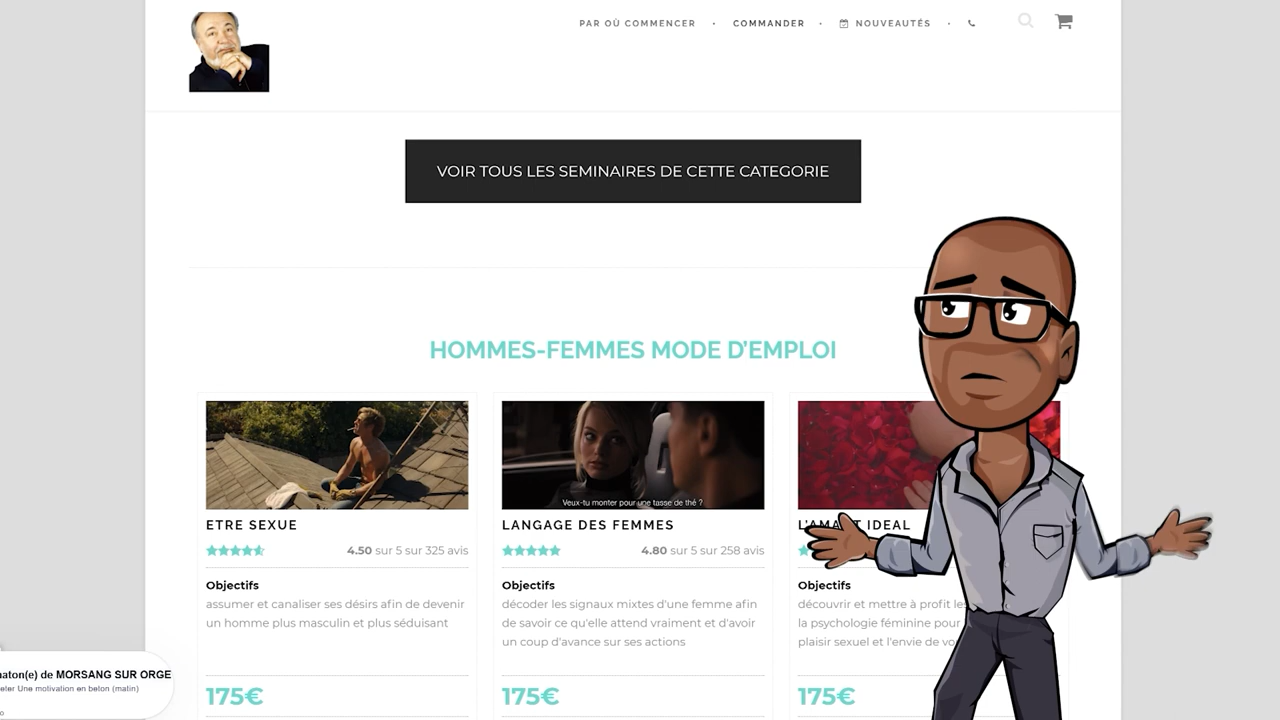 PAR OÙ COMMENCER • COMMANDER • NOUVEAUTÉS •
VOIR TOUS LES SEMINAIRES DE CETTE CATEGORIE
HOMMES-FEMMES MODE D'EMPLOI
Veux-tu monter pour une tasse de thé ?
ETRE SEXUE
4.50 sur 5 sur 325 avis
Objectifs
assumer et canaliser ses désirs afin de devenir
un homme plus masculin et plus séduisant
175€
LANGAGE DES FEMMES
4.80 sur 5 sur 258 avis
Objectifs
décoder les signaux mixtes d'une femme afin
de savoir ce qu'elle attend vraiment et d'avoir
un coup d'avance sur ses actions
175€
IDEAL
Objectifs
découvrir et mettre à profit
la psychologie féminine pour
plaisir sexuel et l'envie de
175€
de MORSANG SUR ORGE
Une motivation en beton (matin)